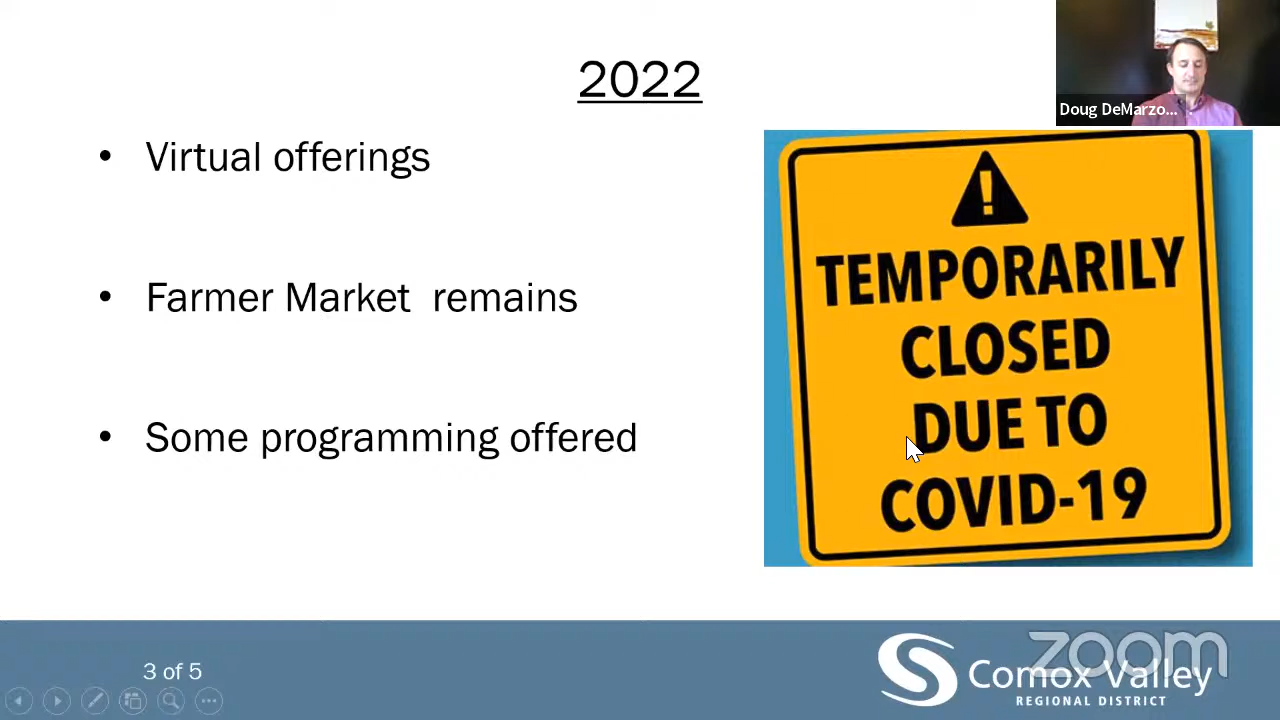 2022
Doug DeMarzo...
• Virtual offerings
• Farmer Market remains
• Some programming offered
!
TEMPORARILY
CLOSED
DUE TO
COVID-19
3 of 5
zoom
Comox Valley
REGIONAL DISTRICT